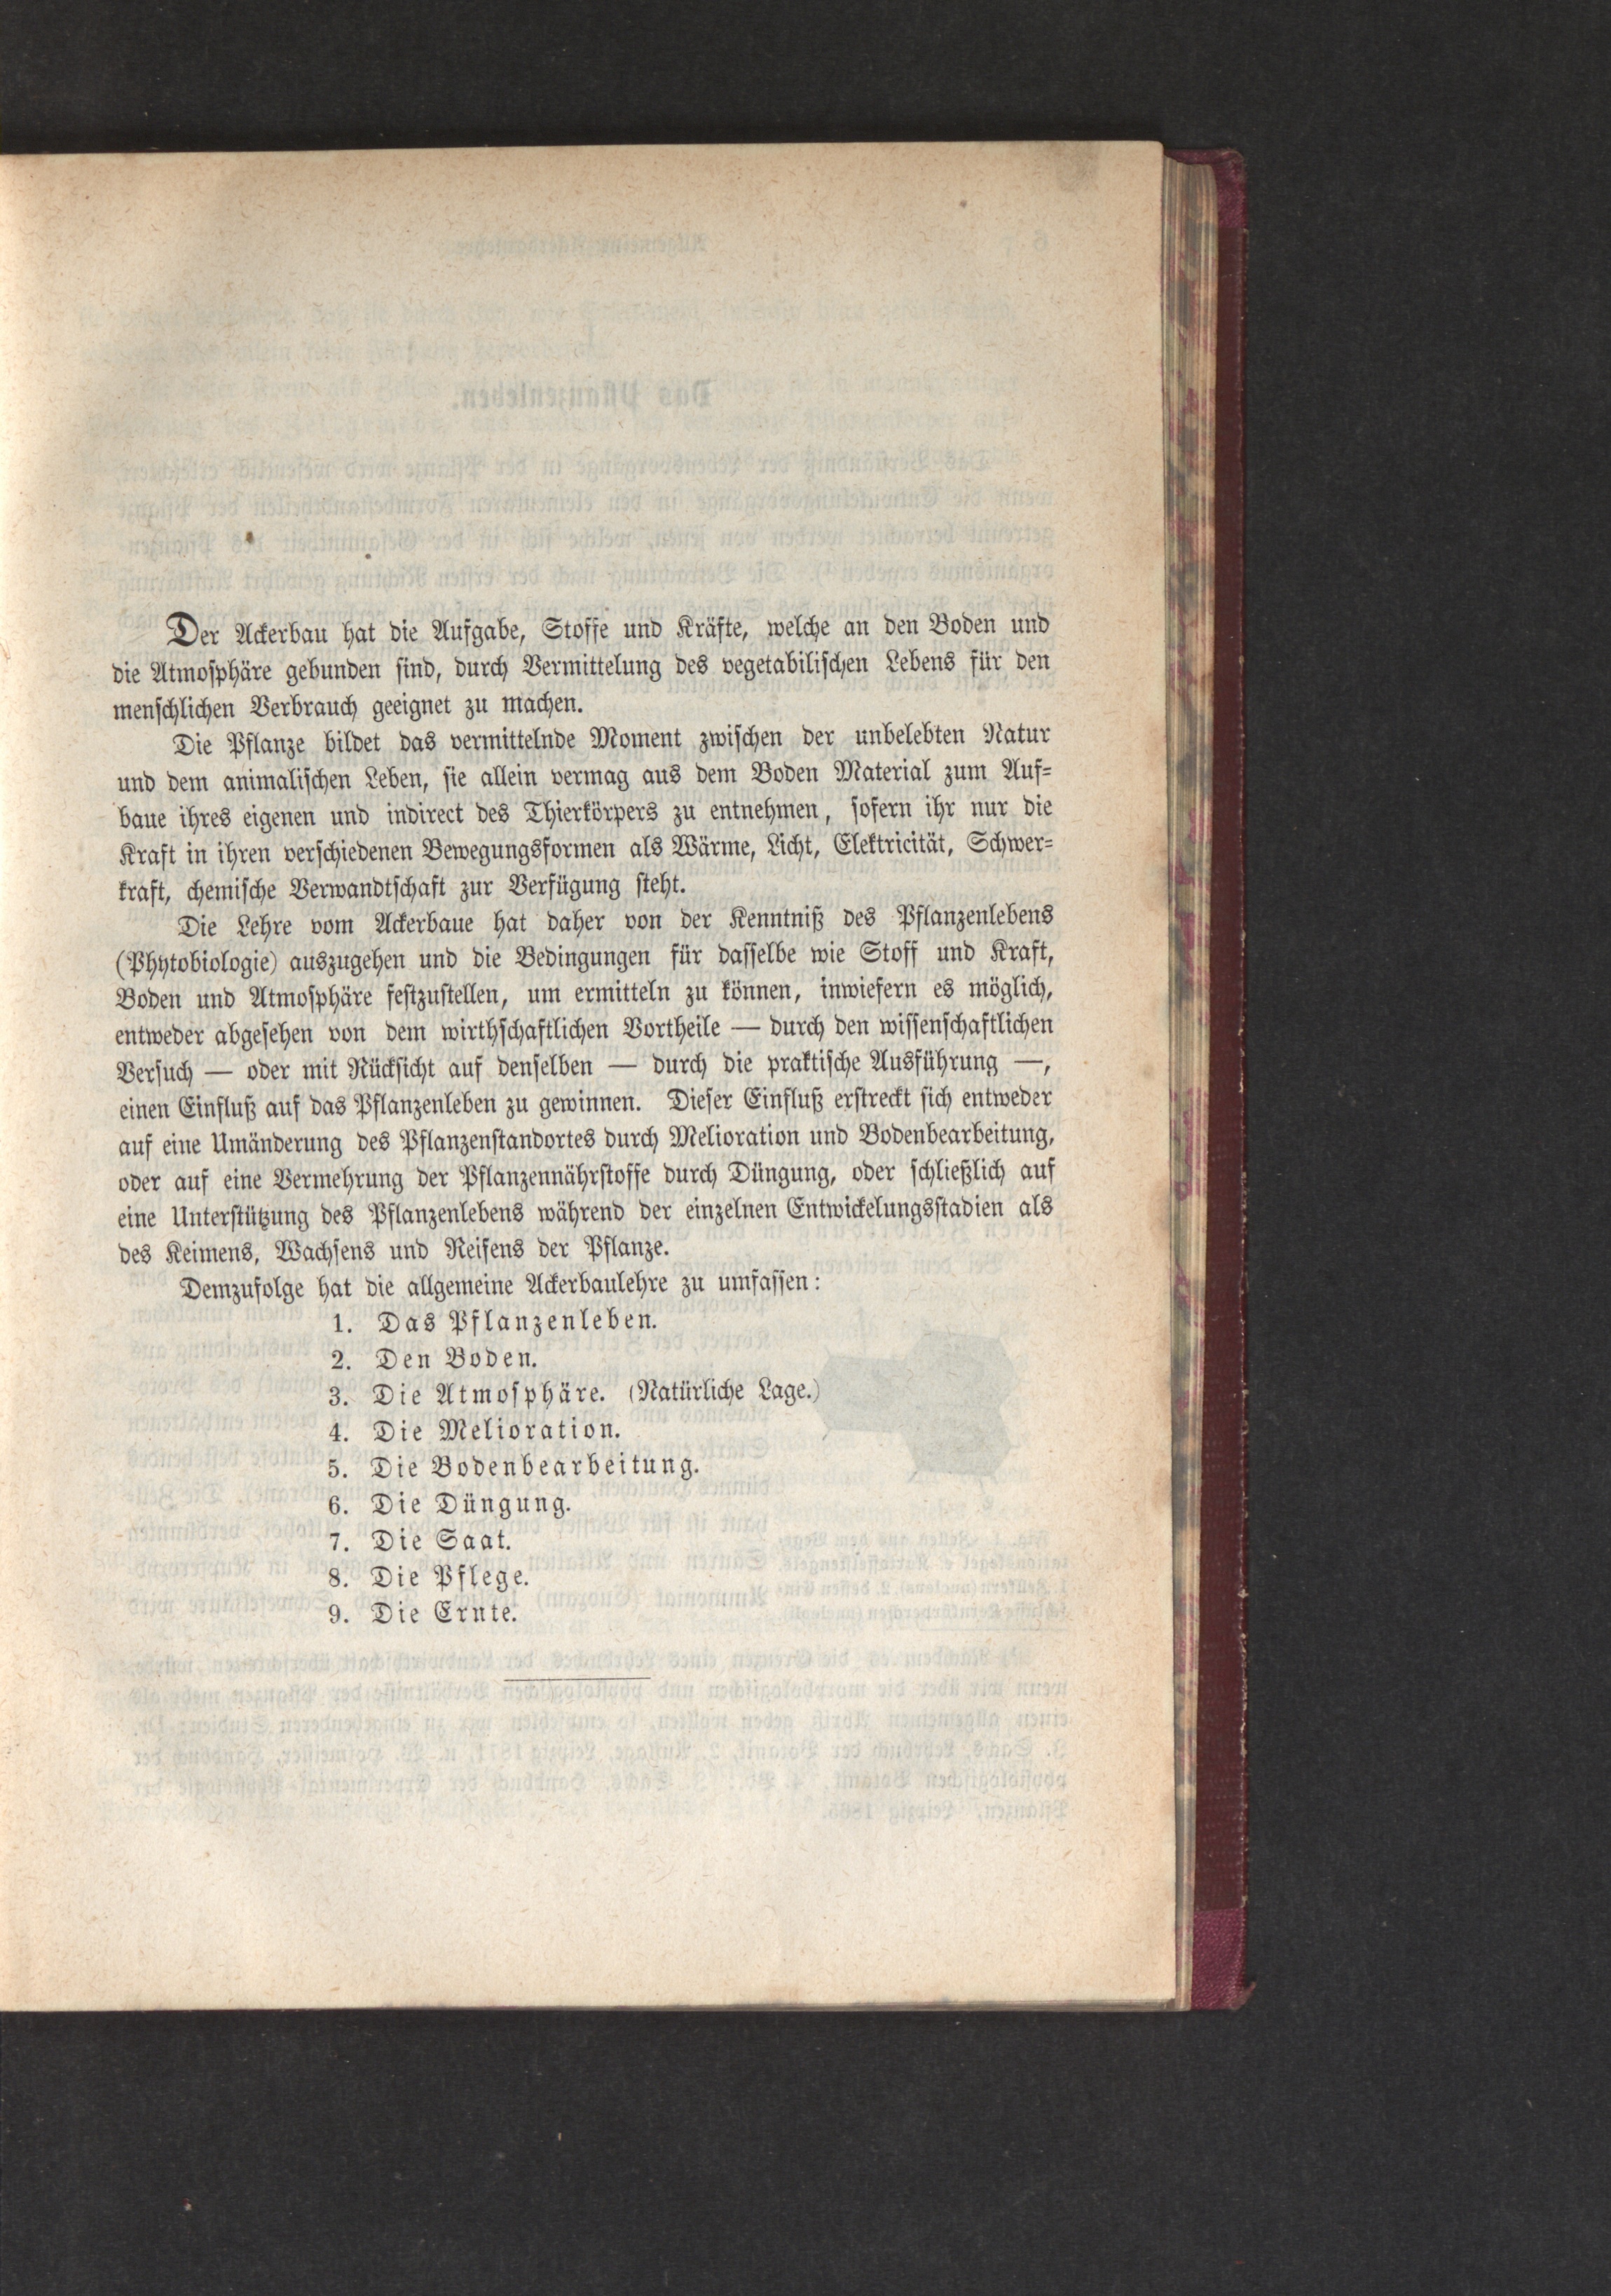 Der Ackerbau hat die Aufgabe, Stoffe und Kräfte, welche an den Boden und
die Atmosphäre gebunden sind, durch Vermittelung des vegetabilischen Lebens für den
menschlichen Verbrauch geeignet zu machen.
Die Pflanze bildet das vermittelnde Moment zwischen der unbelebten Natur
und dem animalischen Leben, sie allein vermag aus dem Boden Material zum Auf-
baue ihres eigenen und indirect des Thierkörpers zu entnehmen, sofern ihr nur die
Kraft in ihren verschiedenen Bewegungsformen als Wärme, Licht, Elektricität, Schwer-
kraft, chemische Verwandtschaft zur Verfügung steht.
Die Lehre vom Ackerbaue hat daher von der Kenntniß des Pflanzenlebens
(Phytobiologie) auszugehen und die Bedingungen für dasselbe wie Stoff und Kraft,
Boden und Atmosphäre festzustellen, um ermitteln zu können, inwiefern es möglich,
entweder abgesehen von dem wirthschaftlichen Vortheile — durch den wissenschaftlichen
Versuch — oder mit Rücksicht auf denselben — durch die praktische Ausführung —,
einen Einfluß auf das Pflanzenleben zu gewinnen. Dieser Einfluß erstreckt sich entweder
auf eine Umänderung des Pflanzenstandortes durch Melioration und Bodenbearbeitung,
oder auf eine Vermehrung der Pflanzennährstoffe durch Düngung, oder schließlich auf
eine Unterstützung des Pflanzenlebens während der einzelnen Entwickelungsstadien als
des Keimens, Wachsens und Reifens der Pflanze.
Demzufolge hat die allgemeine Ackerbaulehre zu umfassen:
1. Das Pflanzenleben.
2. Den Boden.
3. Die Atmosphäre. (Natürliche Lage.)
4. Die Melioration.
5. Die Bodenbearbeitung.
6. Die Düngung.
7. Die Saat.
8. Die Pflege.
9. Die Ernte.